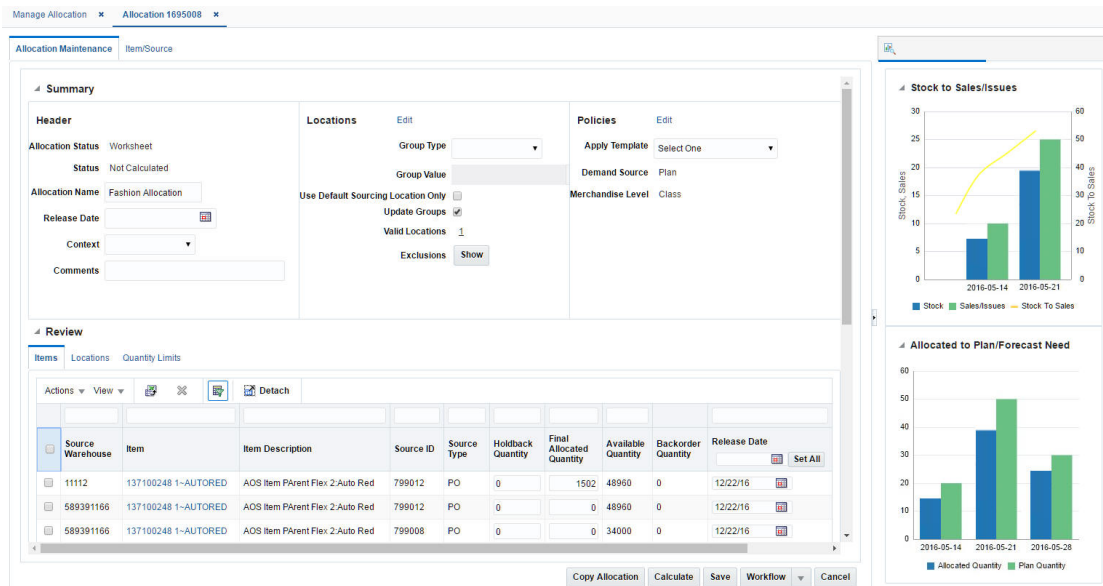 Manage Allocation × Allocation 1695008 ×
Allocation Maintenance Item/Source
Summary
Header
Allocation Status Worksheet
Status Not Calculated
Allocation Name Fashion Allocation
Release Date
Context
Comments
Locations Edit
Group Type
Group Value
Use Default Sourcing Location Only
Update Groups
Valid Locations 1
Exclusions Show
Policies Edit
Apply Template Select One
Demand Source Plan
Merchandise Level Class
Review
Items Locations Quantity Limits
Actions View Detach
Source Warehouse Item Item Description Source ID Source Type Holdback Quantity Final Allocated Quantity Available Quantity Backorder Quantity Release Date Set All
11112 137100248 1~AUTORED AOS Item PArent Flex 2:Auto Red 799012 PO 0 1502 48960 0 12/22/16
589391166 137100248 1~AUTORED AOS Item PArent Flex 2:Auto Red 799012 PO 0 0 48960 0 12/22/16
589391166 137100248 1~AUTORED AOS Item PArent Flex 2:Auto Red 799008 PO 0 0 34000 0 12/22/16
Copy Allocation Calculate Save Workflow Cancel
Stock to Sales/Issues
30 60
25 50
20 40
15 30
10 20
5 10
0 0
Stock, Sales
Stock To Sales
2016-05-14 2016-05-21
Stock Sales/Issues Stock To Sales
Allocated to Plan/Forecast Need
60
50
40
30
20
10
0
2016-05-14 2016-05-21 2016-05-28
Allocated Quantity Plan Quantity